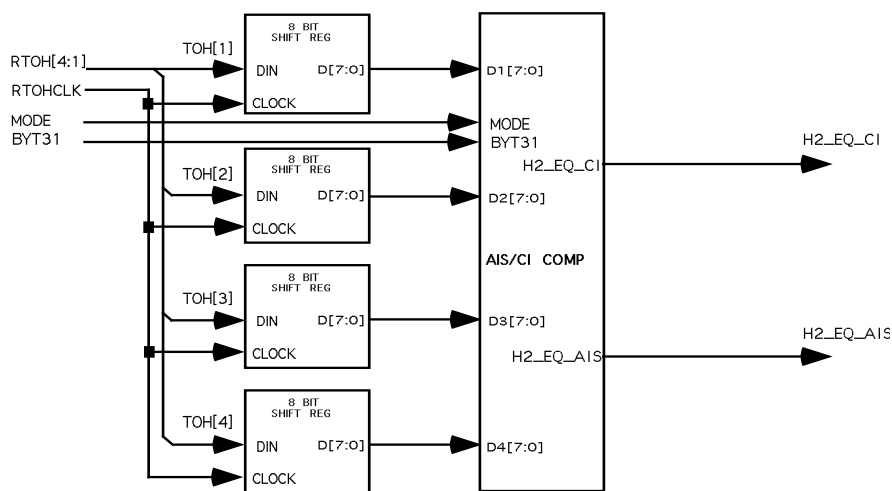 8 BIT
SHIFT REG
TOH[1]
RTOH[4:1]
DIN
D[7:0]
D1[7:0]
RTOHCLK
CLOCK
MODE
MODE
BYT31
BYT31
H2_EQ_CI
H2_EQ_CI
8 BIT
SHIFT REG
TOH[2]
DIN
D[7:0]
D2[7:0]
CLOCK
AIS/CI COMP
8 BIT
SHIFT REG
TOH[3]
DIN
D[7:0]
D3[7:0]
H2_EQ_AIS
CLOCK
H2_EQ_AIS
8 BIT
SHIFT REG
TOH[4]
DIN
D[7:0]
D4[7:0]
CLOCK